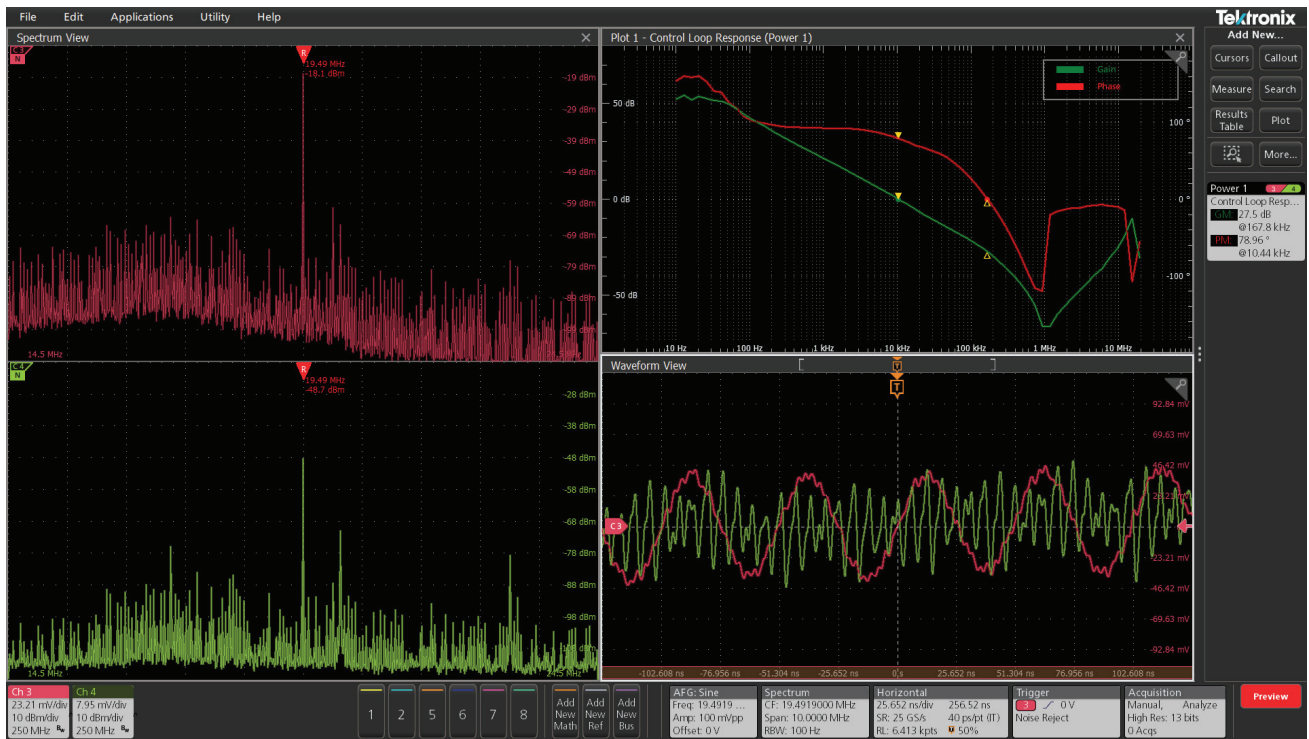 File Edit Applications Utility Help
Tektronix
Add New...
Cursors Callout
Measure Search
Results Table Plot
More...
Power 1 3 4
Control Loop Resp...
GM: 27.5 dB
@167.8 kHz
PM: 78.96 °
@10.44 kHz
Spectrum View
C 3
N
R
19.49 MHz
-18.1 dBm
-19 dBm
-29 dBm
-39 dBm
-49 dBm
-59 dBm
-69 dBm
-79 dBm
-89 dBm
14.5 MHz
C 4
N
R
19.49 MHz
-48.7 dBm
-28 dBm
-38 dBm
-48 dBm
-58 dBm
-68 dBm
-78 dBm
-88 dBm
-98 dBm
14.5 MHz 24.5 MHz
Plot 1 - Control Loop Response (Power 1)
Gain
Phase
50 dB
0 dB
-50 dB
100 °
0 °
-100 °
10 Hz 100 Hz 1 kHz 10 kHz 100 kHz 1 MHz 10 MHz
Waveform View
T
T
92.84 mV
69.63 mV
46.42 mV
23.21 mV
C 3
-23.21 mV
-46.42 mV
-69.63 mV
-92.84 mV
-102.608 ns -76.956 ns -51.304 ns -25.652 ns 0 s 25.652 ns 51.304 ns 76.956 ns 102.608 ns
Ch 3
23.21 mV/div
10 dBm/div
250 MHz Bw
Ch 4
7.95 mV/div
10 dBm/div
250 MHz Bw
1 2 5 6 7 8
Add New Math
Add New Ref
Add New Bus
AFG: Sine
Freq: 19.4919 ...
Amp: 100 mVpp
Offset: 0 V
Spectrum
CF: 19.4919000 MHz
Span: 10.0000 MHz
RBW: 100 Hz
Horizontal
25.652 ns/div 256.52 ns
SR: 25 GS/s 40 ps/pt (IT)
RL: 6.413 kpts 50%
Trigger
3 0 V
Noise Reject
Acquisition
Manual, Analyze
High Res: 13 bits
0 Acqs
Preview